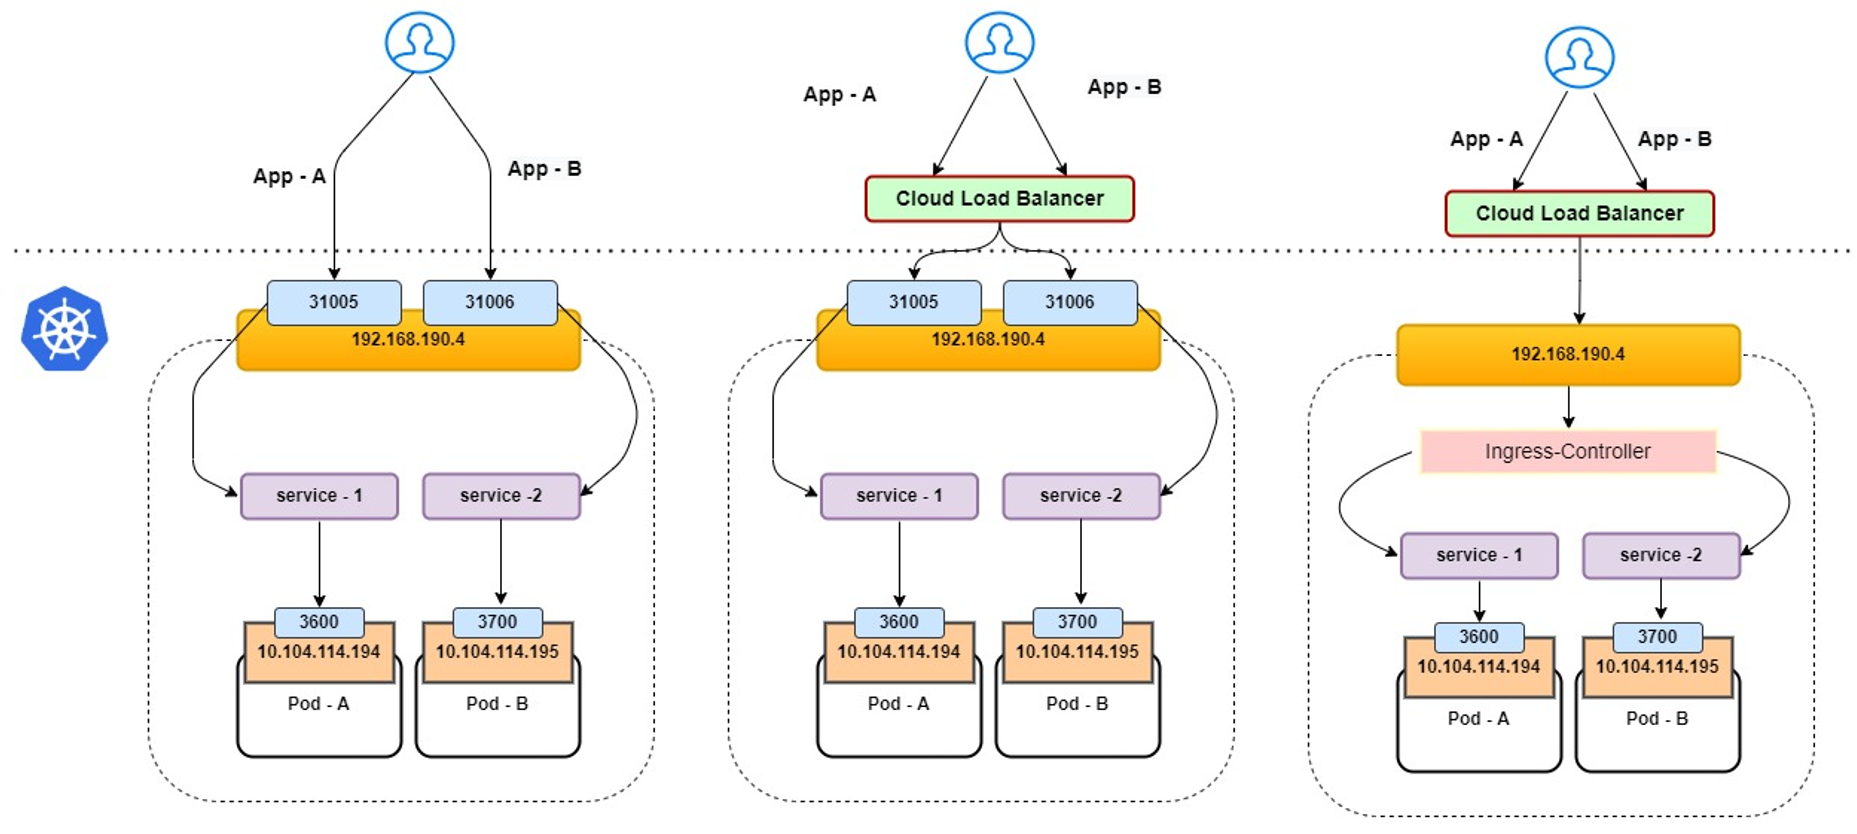 App - A
App - B
31005
31006
192.168.190.4
service - 1
service -2
3600
3700
10.104.114.194
10.104.114.195
Pod - A
Pod - B
App - A
App - B
Cloud Load Balancer
31005
31006
192.168.190.4
service - 1
service -2
3600
3700
10.104.114.194
10.104.114.195
Pod - A
Pod - B
App - A
App - B
Cloud Load Balancer
192.168.190.4
Ingress-Controller
service - 1
service -2
3600
3700
10.104.114.194
10.104.114.195
Pod - A
Pod - B